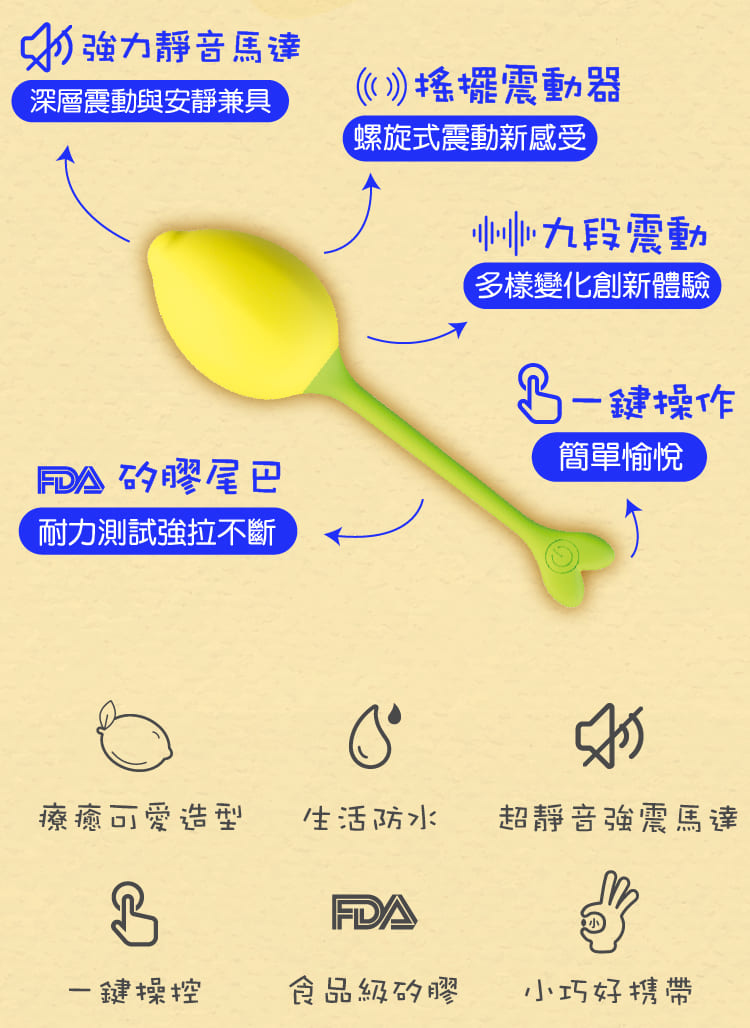 強力靜音馬達
深層震動與安靜兼具
搖擺震動器
螺旋式震動新感受
九段震動
多樣變化創新體驗
一鍵操作
簡單愉悅
FDA 矽膠尾巴
耐力測試強拉不斷
療癒可愛造型
生活防水
超靜音強震馬達
一鍵操控
FDA
食品級矽膠
小
小巧好攜帶